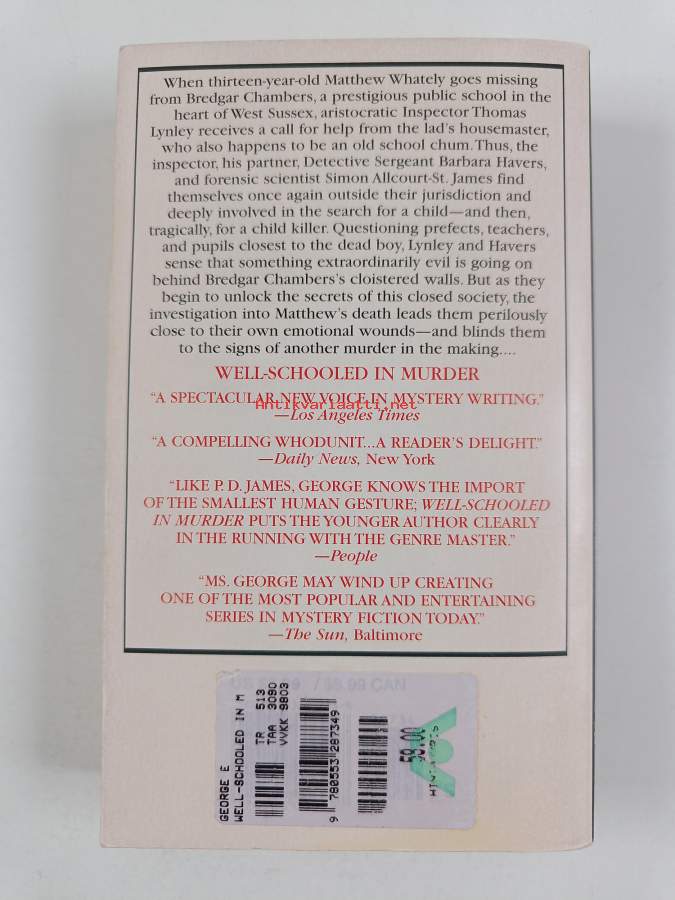 When thirteen-year-old Matthew Whately goes missing
from Bredgar Chambers, a prestigious public school in the
heart of West Sussex, aristocratic Inspector Thomas
Lynley receives a call for help from the lad's housemaster,
who also happens to be an old school chum. Thus, the
inspector, his partner, Detective Sergeant Barbara Havers,
and forensic scientist Simon Allcourt-St. James find
themselves once again outside their jurisdiction and
deeply involved in the search for a child—and then,
tragically, for a child killer. Questioning prefects, teachers,
and pupils closest to the dead boy, Lynley and Havers
sense that something extraordinarily evil is going on
behind Bredgar Chambers's cloistered walls. But as they
begin to unlock the secrets of this closed society, the
investigation into Matthew's death leads them perilously
close to their own emotional wounds—and blinds them
to the signs of another murder in the making....
WELL-SCHOOLED IN MURDER
"A SPECTACULAR NEW VOICE IN MYSTERY WRITING."
Antikvariaatti.net
—Los Angeles Times
"A COMPELLING WHODUNIT...A READER'S DELIGHT."
—Daily News, New York
"LIKE P. D. JAMES, GEORGE KNOWS THE IMPORT
OF THE SMALLEST HUMAN GESTURE; WELL-SCHOOLED
IN MURDER PUTS THE YOUNGER AUTHOR CLEARLY
IN THE RUNNING WITH THE GENRE MASTER."
—People
"MS. GEORGE MAY WIND UP CREATING
ONE OF THE MOST POPULAR AND ENTERTAINING
SERIES IN MYSTERY FICTION TODAY."
—The Sun, Baltimore
GEORGE E
WELL-SCHOOLED IN M
TR 513
TAA 3080
VVKK 9803
9 780553 287349